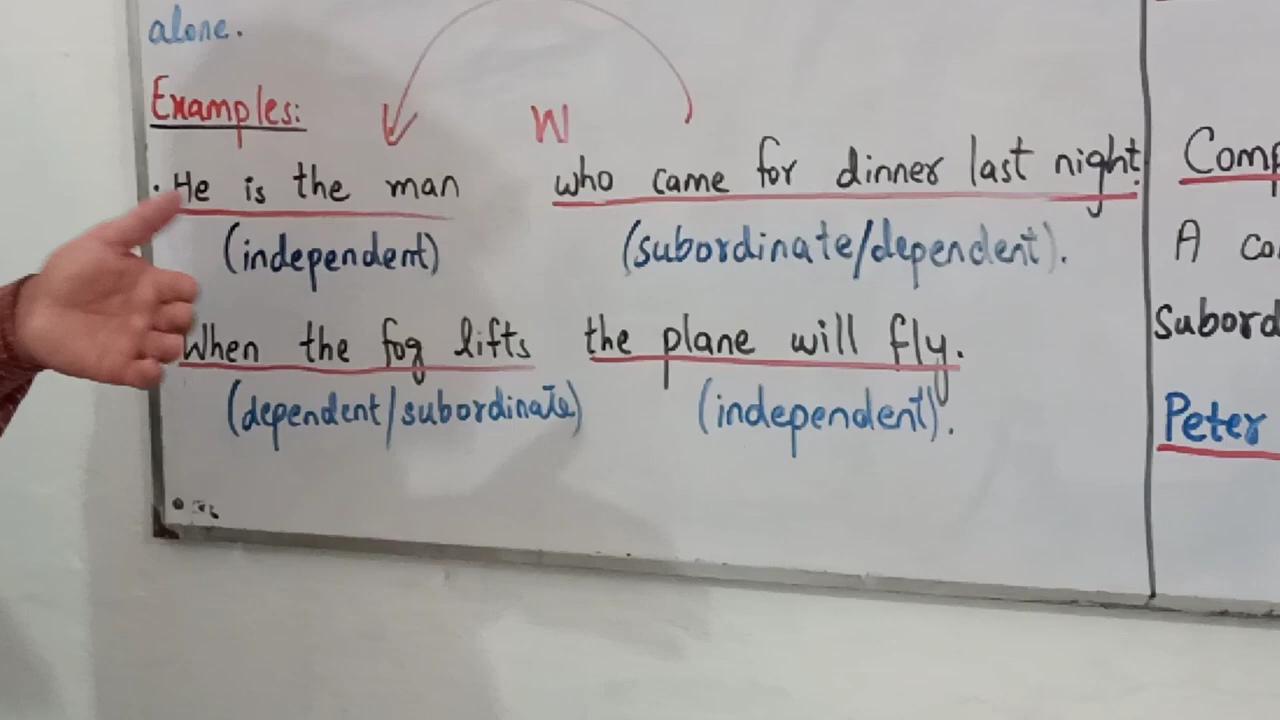 alone.
Examples:
W
. He is the man who came for dinner last night.
(independent) (subordinate/dependent).
When the fog lifts the plane will fly.
(dependent/subordinate) (independent).
Comp
A co
subord
Peter